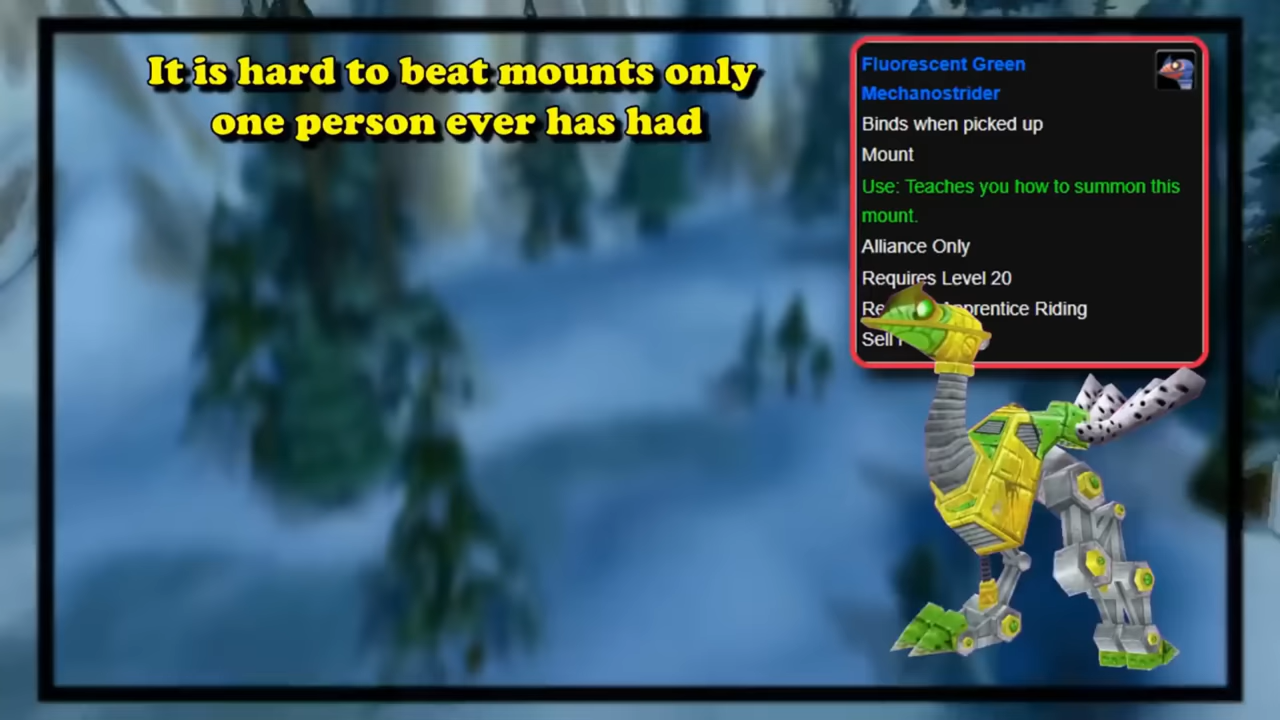 It is hard to beat mounts only
one person ever has had
Fluorescent Green
Mechanostrider
Binds when picked up
Mount
Use: Teaches you how to summon this
mount.
Alliance Only
Requires Level 20
Apprentice Riding
Sell